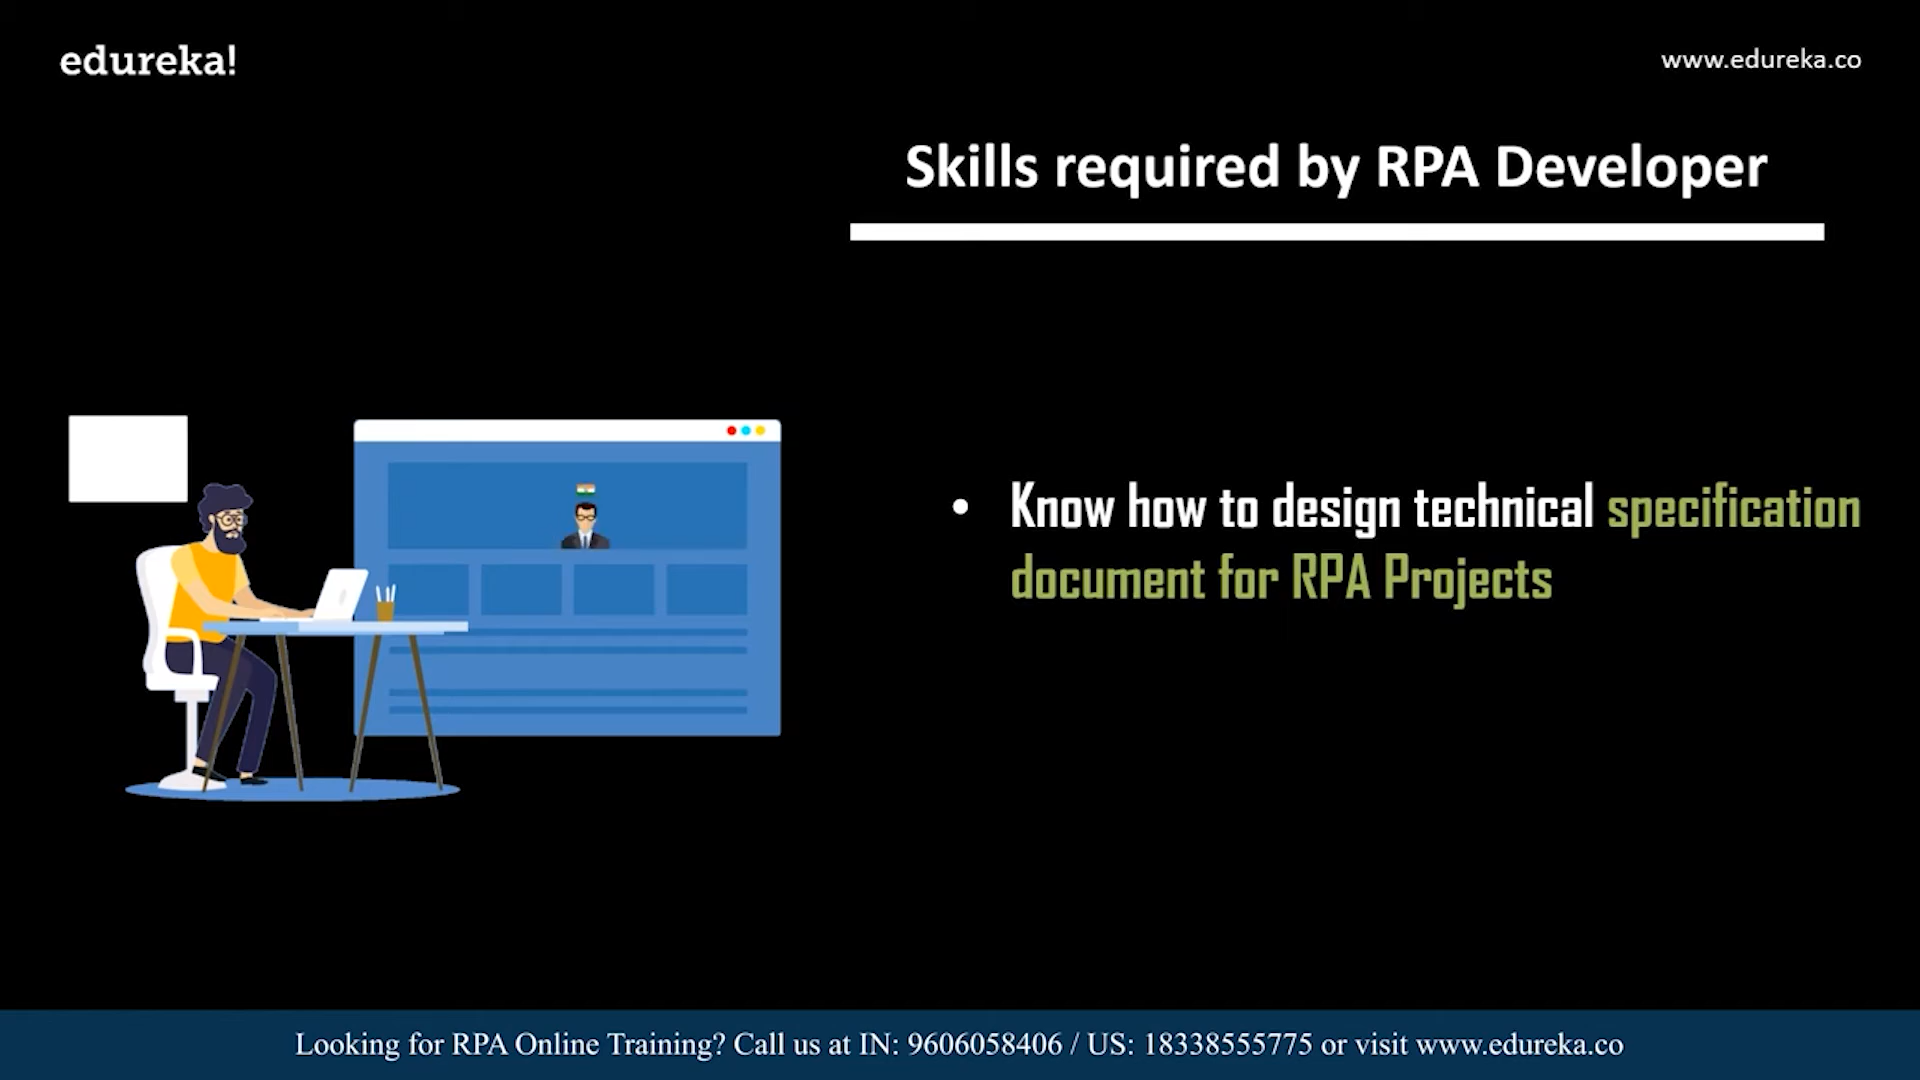 edureka!
www.edureka.co
Skills required by RPA Developer
• Know how to design technical specification
document for RPA Projects
Looking for RPA Online Training? Call us at IN: 9606058406 / US: 18338555775 or visit www.edureka.co